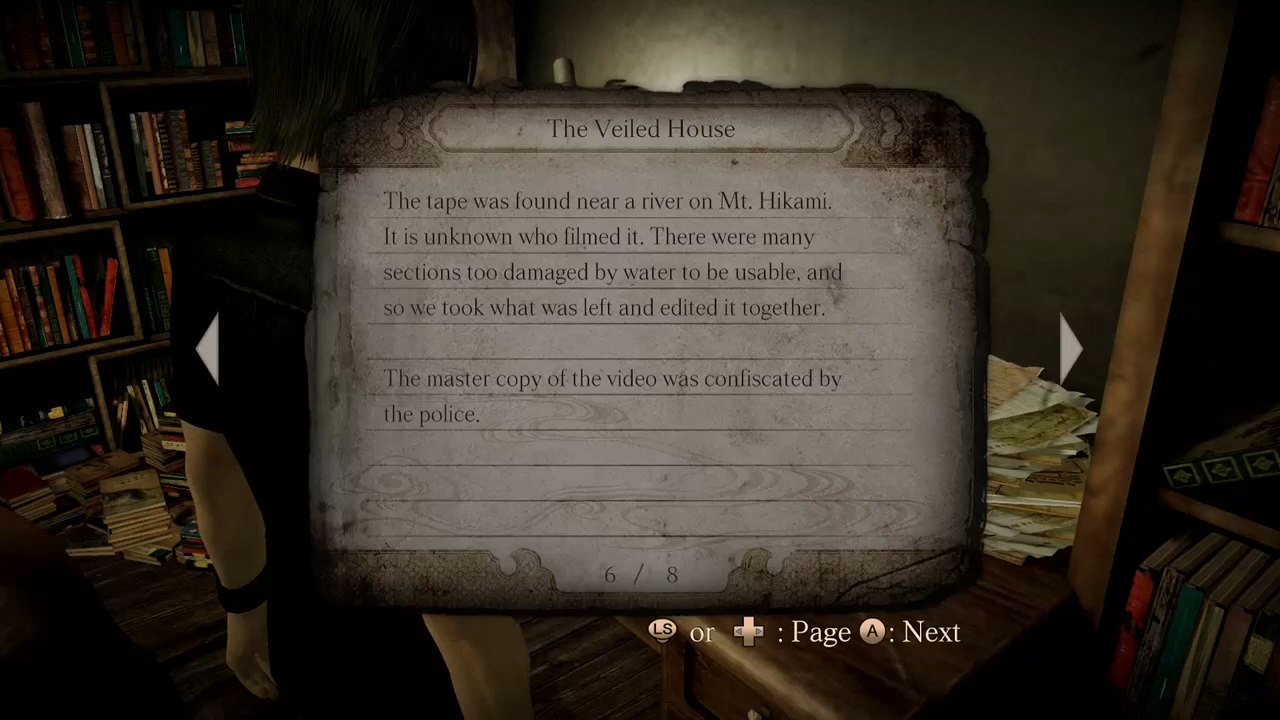 The Veiled House
The tape was found near a river on Mt. Hikami.
It is unknown who filmed it. There were many
sections too damaged by water to be usable, and
so we took what was left and edited it together.
The master copy of the video was confiscated by
the police.
6 / 8
LS or : Page A : Next